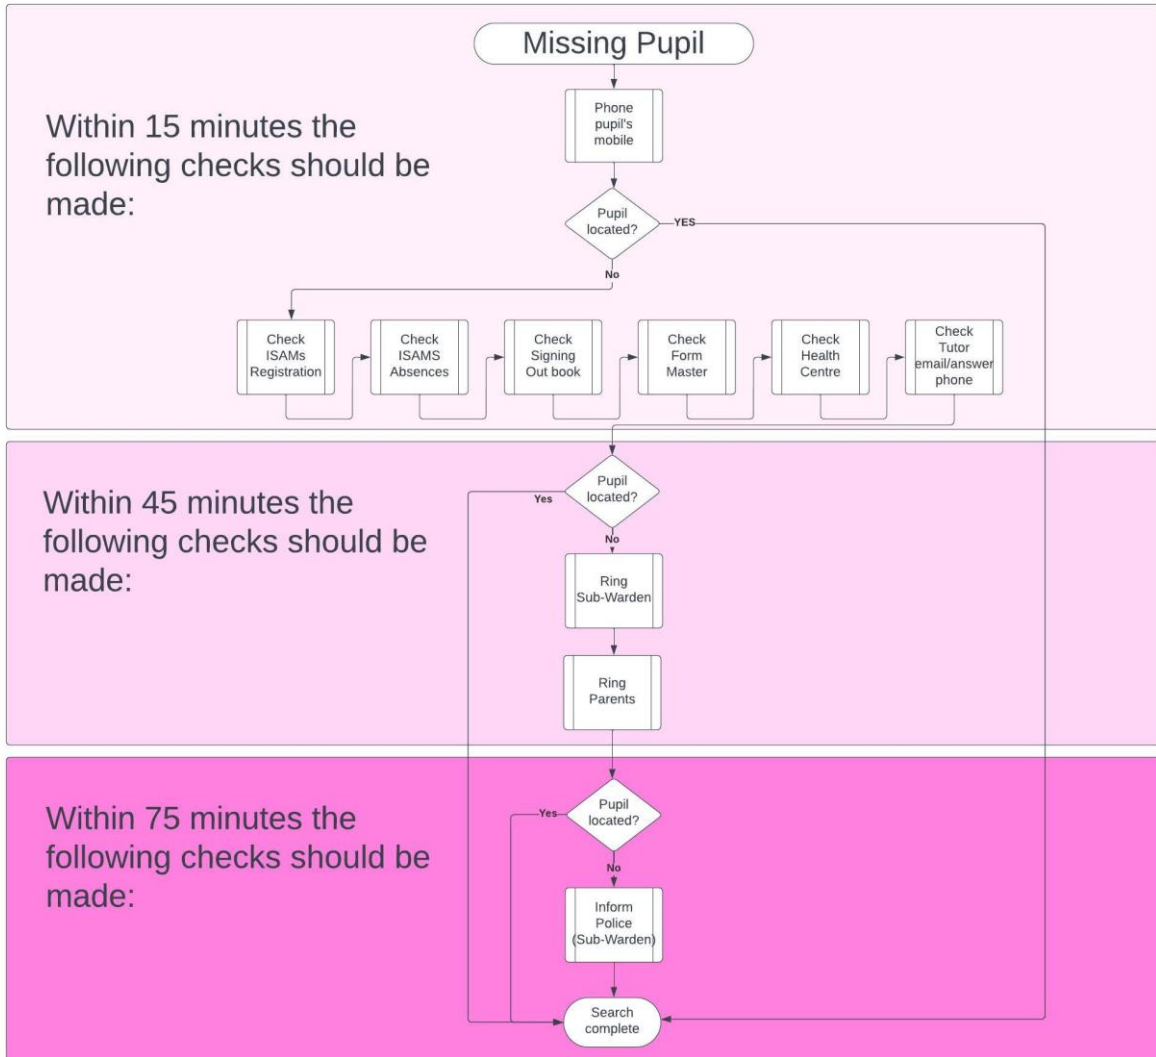 Missing Pupil
Within 15 minutes the
following checks should be
made:
Phone
pupil's
mobile
Pupil
located?
YES
No
Check
ISAMs
Registration
Check
ISAMS
Absences
Check
Signing
Out book
Check
Form
Master
Check
Health
Centre
Check
Tutor
email/answer
phone
Within 45 minutes the
following checks should be
made:
Pupil
located?
Yes
No
Ring
Sub-Warden
Ring
Parents
Within 75 minutes the
following checks should be
made:
Pupil
located?
Yes
No
Inform
Police
(Sub-Warden)
Search
complete